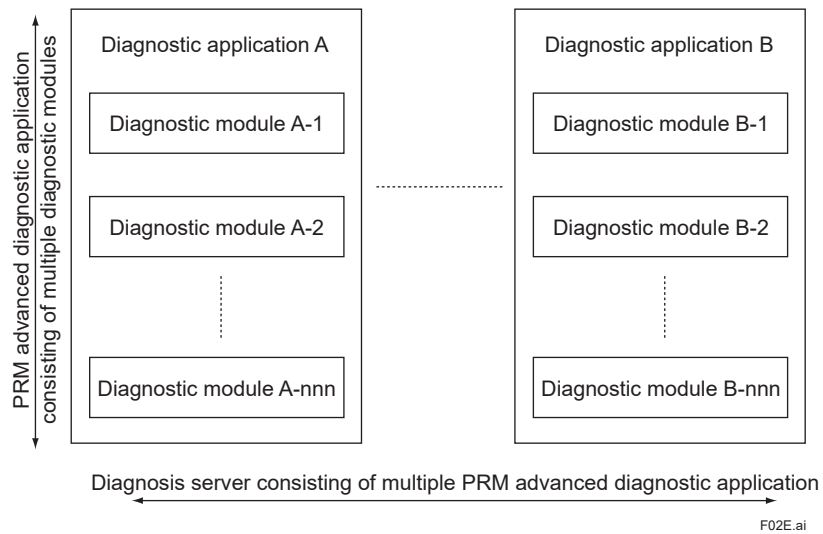 PRM advanced diagnostic application
consisting of multiple diagnostic modules
Diagnostic application A
Diagnostic module A-1
Diagnostic module A-2
Diagnostic module A-nnn
Diagnostic application B
Diagnostic module B-1
Diagnostic module B-2
Diagnostic module B-nnn
Diagnosis server consisting of multiple PRM advanced diagnostic application
F02E.ai